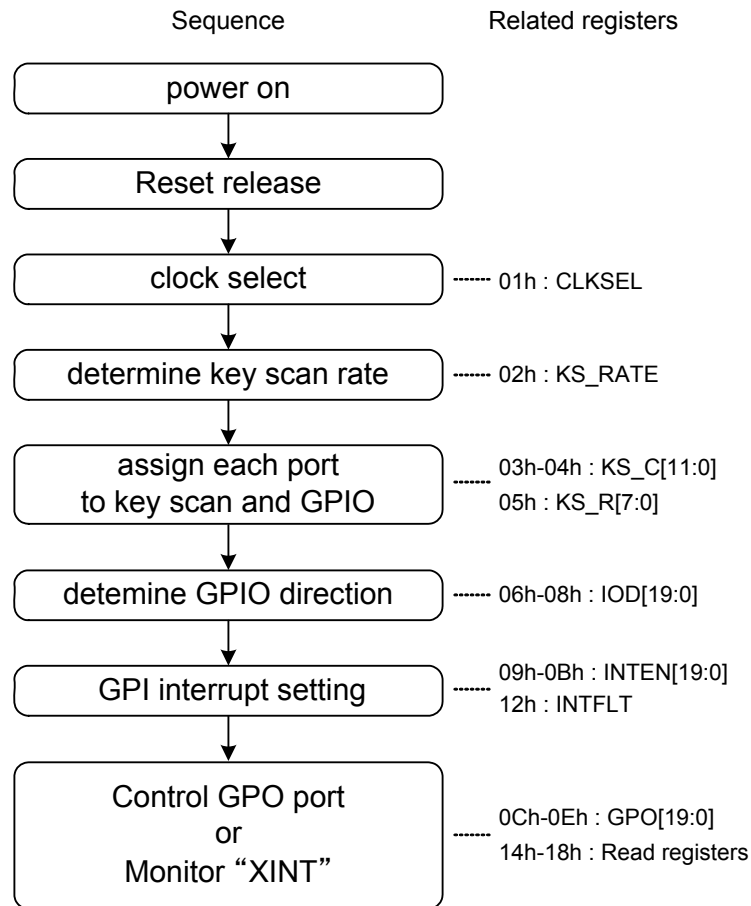 Sequence
Related registers
power on
Reset release
clock select
01h : CLKSEL
determine key scan rate
02h : KS_RATE
assign each port
to key scan and GPIO
03h-04h : KS_C[11:0]
05h : KS_R[7:0]
detemine GPIO direction
06h-08h : IOD[19:0]
GPI interrupt setting
09h-0Bh : INTEN[19:0]
12h : INTFLT
Control GPO port
or
Monitor “XINT”
0Ch-0Eh : GPO[19:0]
14h-18h : Read registers